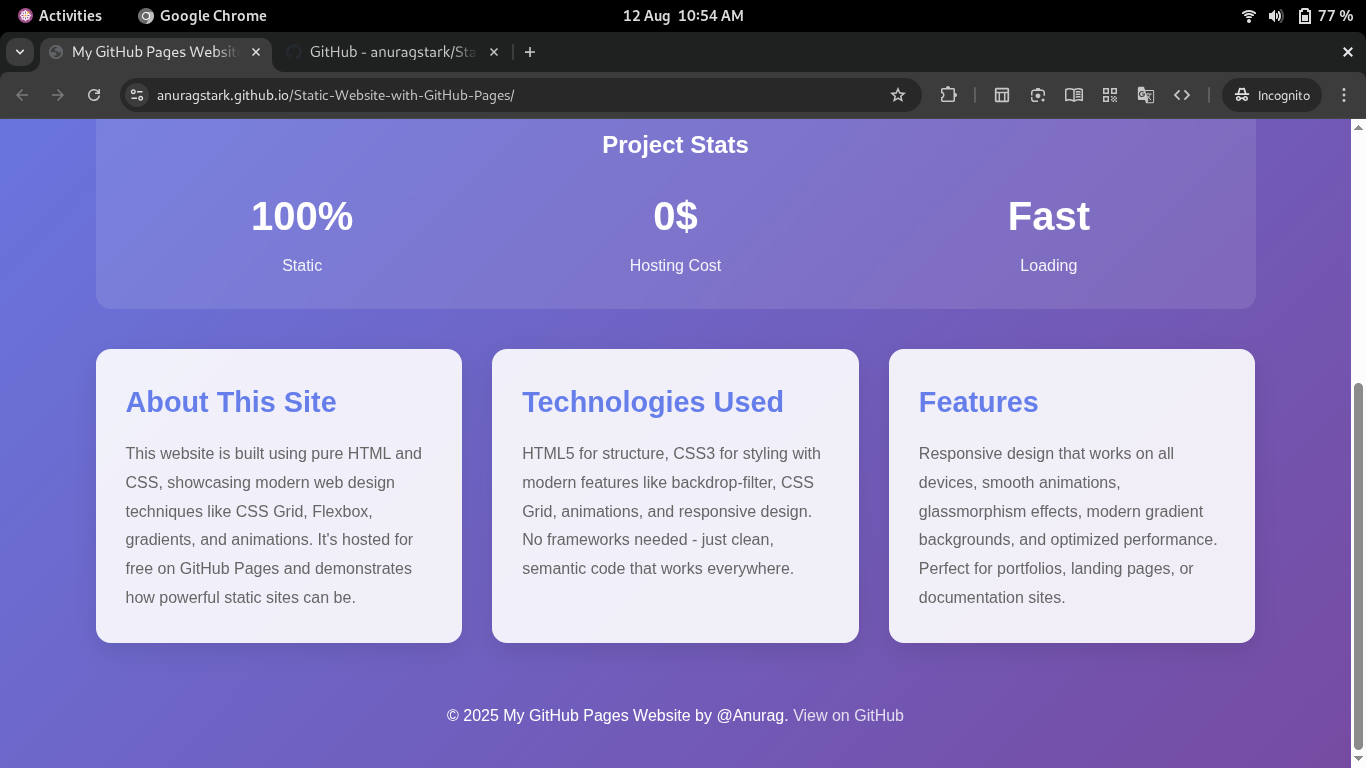 Activities
Google Chrome
12 Aug 10:54 AM
77 %
My GitHub Pages Websit
GitHub - anuragstark/Sta
anuragstark.github.io/Static-Website-with-GitHub-Pages/
Incognito
Project Stats
100%
Static
0$
Hosting Cost
Fast
Loading
About This Site
This website is built using pure HTML and
CSS, showcasing modern web design
techniques like CSS Grid, Flexbox,
gradients, and animations. It's hosted for
free on GitHub Pages and demonstrates
how powerful static sites can be.
Technologies Used
HTML5 for structure, CSS3 for styling with
modern features like backdrop-filter, CSS
Grid, animations, and responsive design.
No frameworks needed - just clean,
semantic code that works everywhere.
Features
Responsive design that works on all
devices, smooth animations,
glassmorphism effects, modern gradient
backgrounds, and optimized performance.
Perfect for portfolios, landing pages, or
documentation sites.
© 2025 My GitHub Pages Website by @Anurag. View on GitHub